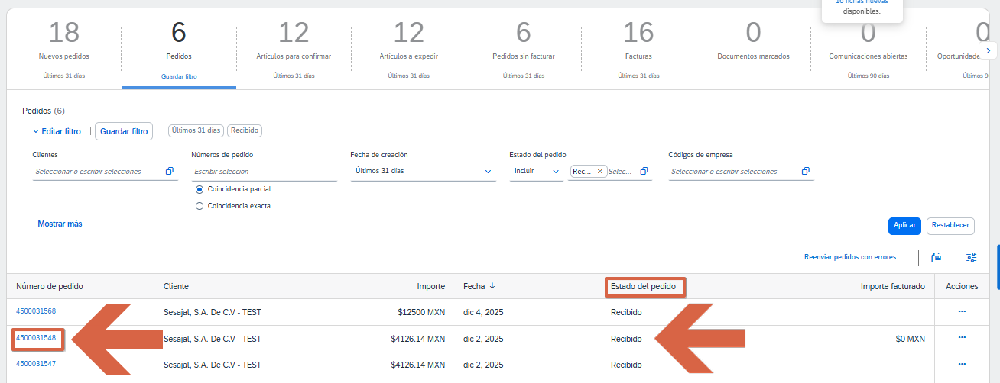 16 fichas nuevas
disponibles.
18 6 12 12 6 16 0 0 0
Nuevos pedidos Pedidos Artículos para confirmar Artículos a expedir Pedidos sin facturar Facturas Documentos marcados Comunicaciones abiertas Oportunidade
Últimos 31 días Guardar filtro Últimos 31 días Últimos 31 días Últimos 31 días Últimos 31 días Últimos 90 días Últimos 90
Pedidos (6)
Editar filtro Guardar filtro Últimos 31 días Recibido
Clientes Números de pedido Fecha de creación Estado del pedido Códigos de empresa
Seleccionar o escribir selecciones Escribir selección Últimos 31 días Incluir Rec... Selec... Seleccionar o escribir selecciones
Coincidencia parcial
Coincidencia exacta
Mostrar más
Aplicar Restablecer
Reenviar pedidos con errores
Número de pedido Cliente Importe Fecha Estado del pedido Importe facturado Acciones
4500031568 Sesajal, S.A. De C.V - TEST $12500 MXN dic 4, 2025 Recibido ...
4500031548 Sesajal, S.A. De C.V - TEST $4126.14 MXN dic 2, 2025 Recibido $0 MXN ...
4500031547 Sesajal, S.A. De C.V - TEST $4126.14 MXN dic 2, 2025 Recibido ...